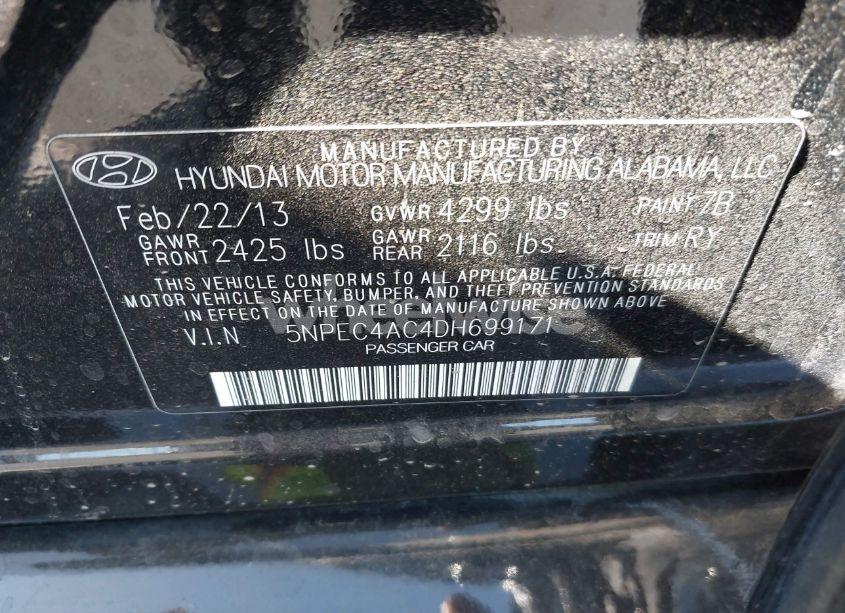 MANUFACTURED BY
HYUNDAI MOTOR MANUFACTURING ALABAMA, LLC
Feb/22/13 GVWR 4299 lbs PAINT 7B
GAWR FRONT 2425 lbs GAWR REAR 2116 lbs TRIM RY
THIS VEHICLE CONFORMS TO ALL APPLICABLE U.S.A. FEDERAL
MOTOR VEHICLE SAFETY, BUMPER, AND THEFT PREVENTION STANDARDS
IN EFFECT ON THE DATE OF MANUFACTURE SHOWN ABOVE
V.I.N 5NPEC4AC4DH699171
PASSENGER CAR